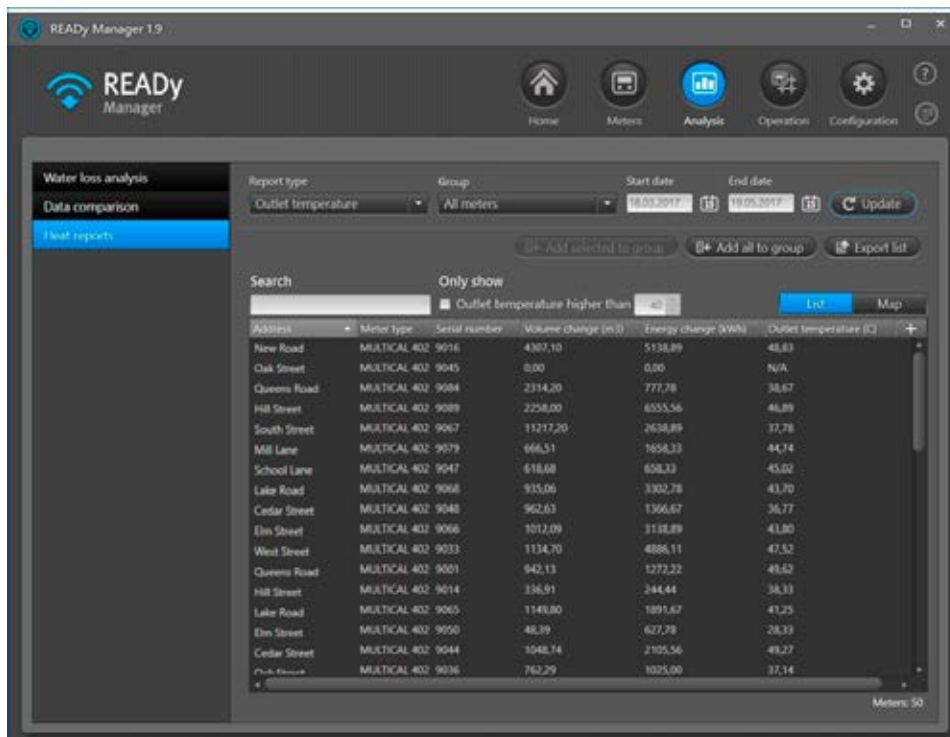 READy Manager 1.9
READy
Manager
Home Meters Analysis Operation Configuration
Water loss analysis
Data comparison
Heat reports
Report type Group Start date End date
Outlet temperature All meters 18.03.2017 19.05.2017 Update
Add selected to group Add all to group Export list
Search Only show
Outlet temperature higher than 40 List Map
Address Meter type Serial number Volume change (m3) Energy change (kWh) Outlet temperature (C) +
New Road MULTICAL 402 9016 4307,10 5138,89 48,83
Oak Street MULTICAL 402 9045 0,00 0,00 N/A
Queens Road MULTICAL 402 9084 2314,20 777,78 38,67
Hill Street MULTICAL 402 9089 2258,00 6555,56 46,89
South Street MULTICAL 402 9067 11217,20 2638,89 37,78
Mill Lane MULTICAL 402 9079 666,51 1658,33 44,74
School Lane MULTICAL 402 9047 618,68 658,33 45,02
Lake Road MULTICAL 402 9068 935,06 3302,78 43,70
Cedar Street MULTICAL 402 9048 962,63 1366,67 36,77
Elm Street MULTICAL 402 9066 1012,09 3138,89 43,80
West Street MULTICAL 402 9033 1134,70 4886,11 47,52
Queens Road MULTICAL 402 9001 942,13 1272,22 49,62
Hill Street MULTICAL 402 9014 336,91 244,44 38,33
Lake Road MULTICAL 402 9065 1149,80 1891,67 41,25
Elm Street MULTICAL 402 9050 48,39 627,78 28,33
Cedar Street MULTICAL 402 9044 1048,74 2105,56 49,27
Oak Street MULTICAL 402 9036 762,29 1025,00 37,14
Meters: 50